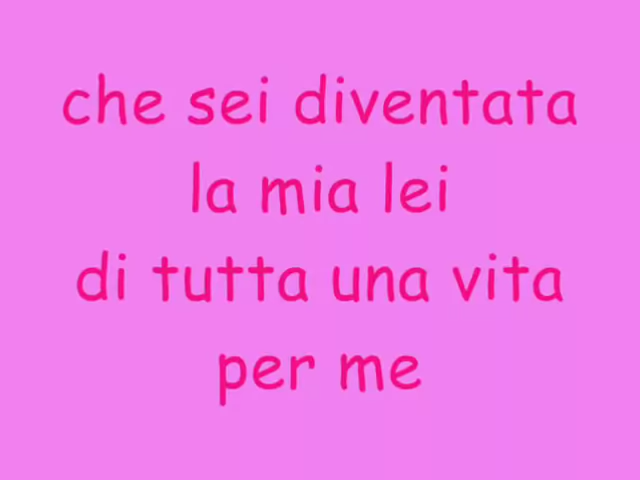 che sei diventata
la mia lei
di tutta una vita
per me